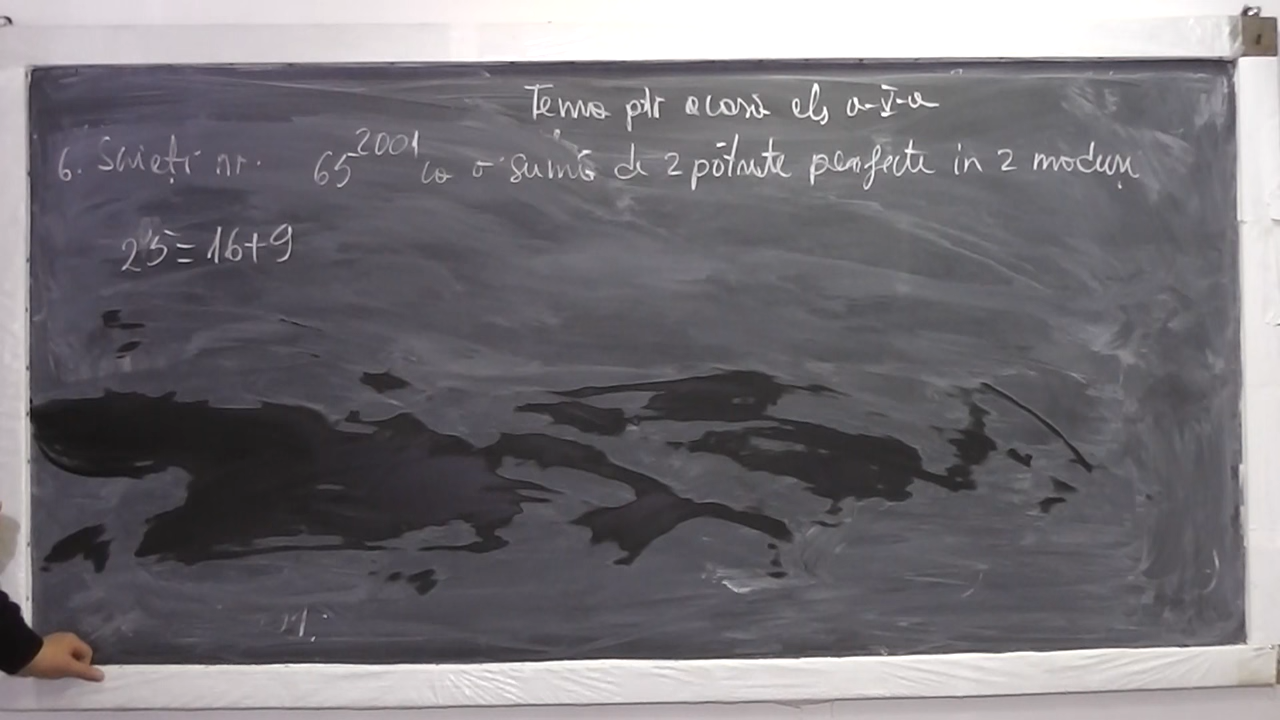 Tema ptr acasă cls a-V-a
6. Scrieți nr. 65^2001 ca o sumă de 2 pătrate perfecte în 2 moduri
25=16+9